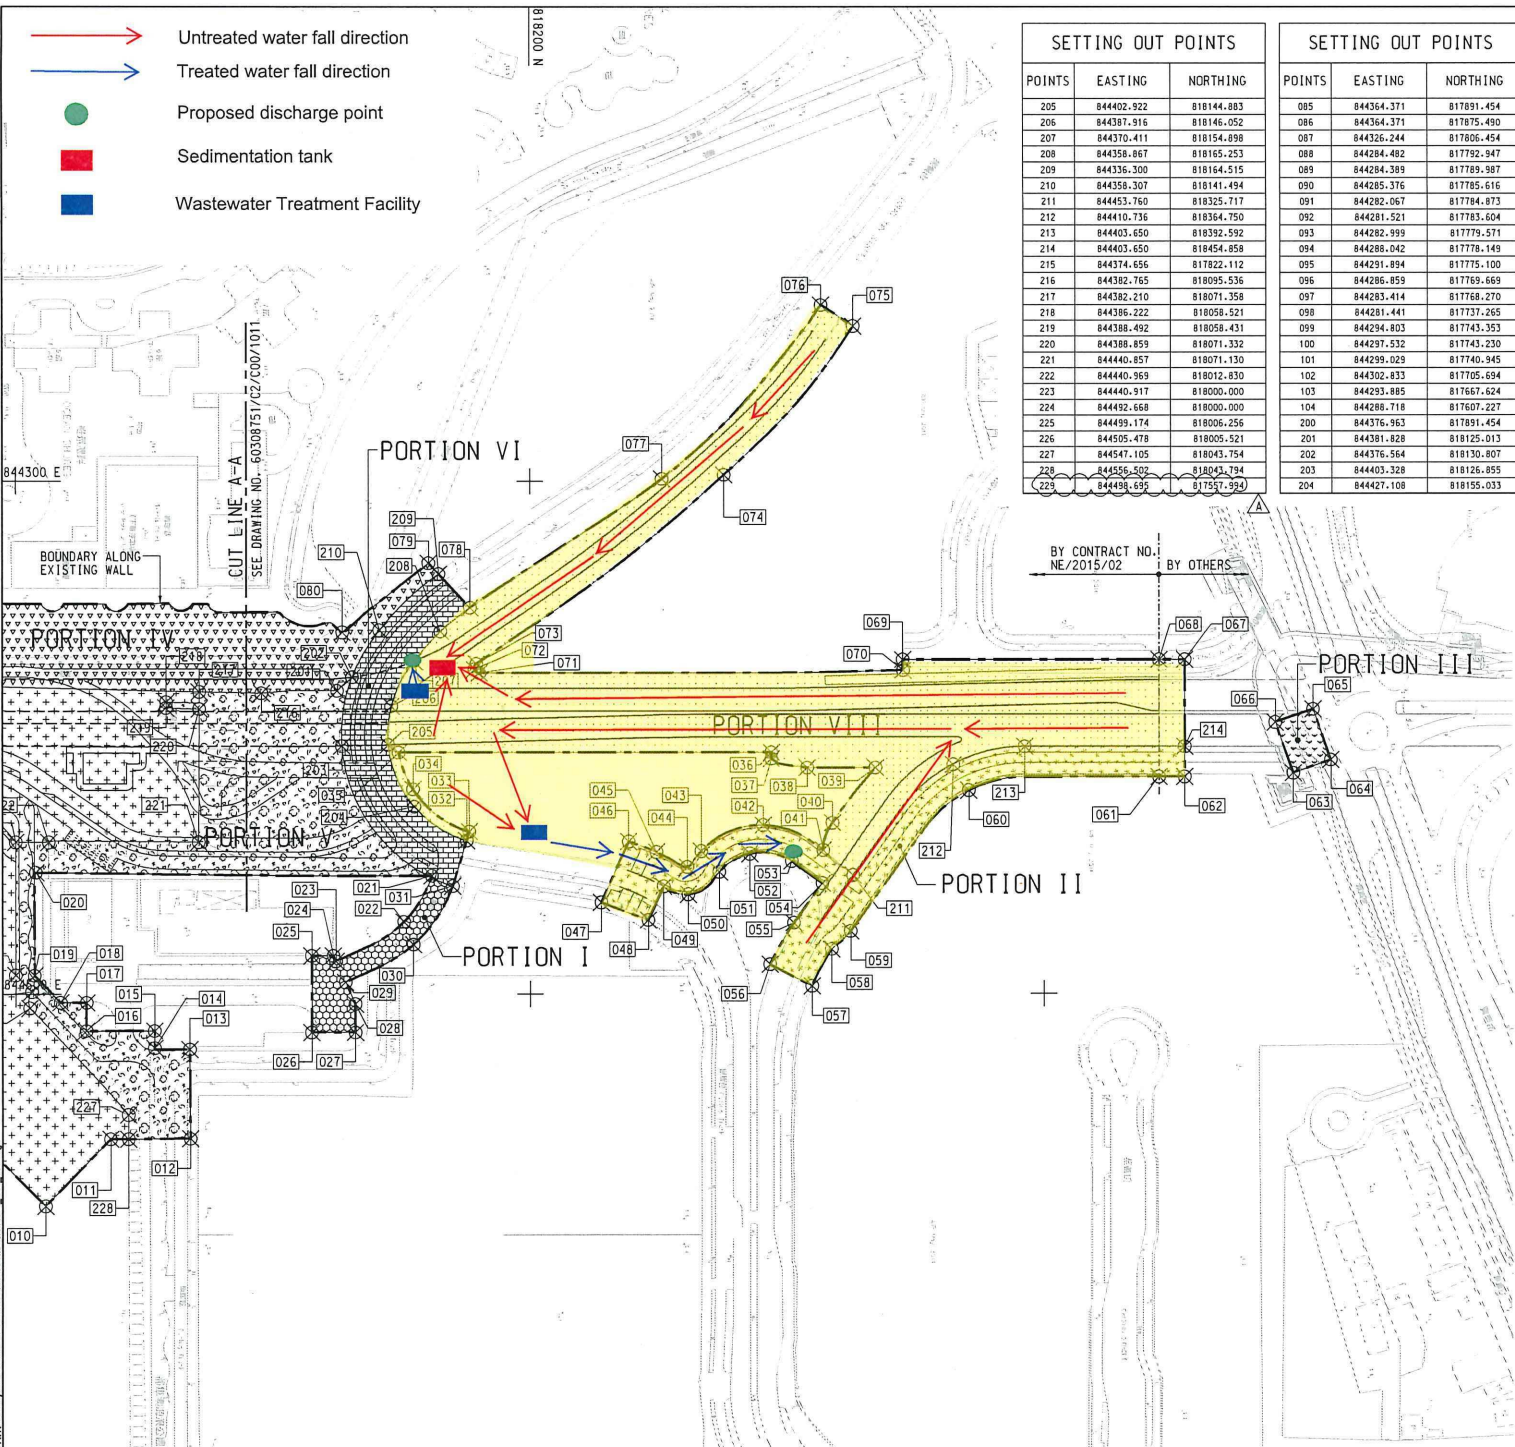 Untreated water fall direction
Treated water fall direction
Proposed discharge point
Sedimentation tank
Wastewater Treatment Facility
818200 N
SETTING OUT POINTS
POINTS EASTING NORTHING
205 844402.922 818144.883
206 844387.916 818146.052
207 844370.411 818154.898
208 844358.867 818165.253
209 844336.300 818164.515
210 844358.307 818141.494
211 844453.760 818325.717
212 844410.736 818364.750
213 844403.650 818392.592
214 844403.650 818454.858
215 844374.656 817822.112
216 844382.765 818095.536
217 844382.210 818071.358
218 844386.222 818058.521
219 844388.492 818058.431
220 844388.859 818071.332
221 844440.857 818071.130
222 844440.969 818012.830
223 844440.917 818000.000
224 844492.668 818000.000
225 844499.174 818006.256
226 844505.478 818005.521
227 844547.105 818043.754
228 844556.502 818043.794
229 844498.695 817557.994
A
SETTING OUT POINTS
POINTS EASTING NORTHING
085 844364.371 817891.454
086 844364.371 817875.490
087 844326.244 817806.454
088 844284.482 817792.947
089 844284.389 817789.987
090 844285.376 817785.616
091 844282.067 817784.873
092 844281.521 817783.604
093 844282.999 817779.571
094 844288.042 817778.149
095 844291.894 817775.100
096 844286.859 817769.669
097 844283.414 817768.270
098 844281.441 817737.265
099 844294.803 817743.353
100 844297.532 817743.230
101 844299.029 817740.945
102 844302.833 817705.694
103 844293.885 817667.624
104 844288.718 817607.227
200 844376.963 817891.454
201 844381.828 818125.013
202 844376.564 818130.807
203 844403.328 818126.855
204 844427.108 818155.033
076
075
844300 E
CUT LINE A-A
SEE DRAWING NO. 60308751/C2/C00/1011
PORTION VI
077
074
209
079
078
210
208
BOUNDARY ALONG
EXISTING WALL
080
BY CONTRACT NO.
NE/2015/02
BY OTHERS
PORTION IV
073
072
071
069
070
068
067
PORTION III
066
065
218
217
202
201
206
216
219
220
205
PORTION VIII
214
034
036
037
038
039
203
033
032
035
221
204
045
046
043
044
042
040
041
213
060
061
062
063
064
212
PORTION V
PORTION II
023
024
021
031
022
025
020
053
052
051
054
050
055
211
047
048
049
PORTION I
019
018
017
030
029
028
059
058
056
057
015
014
016
013
026
027
227
012
011
228
010